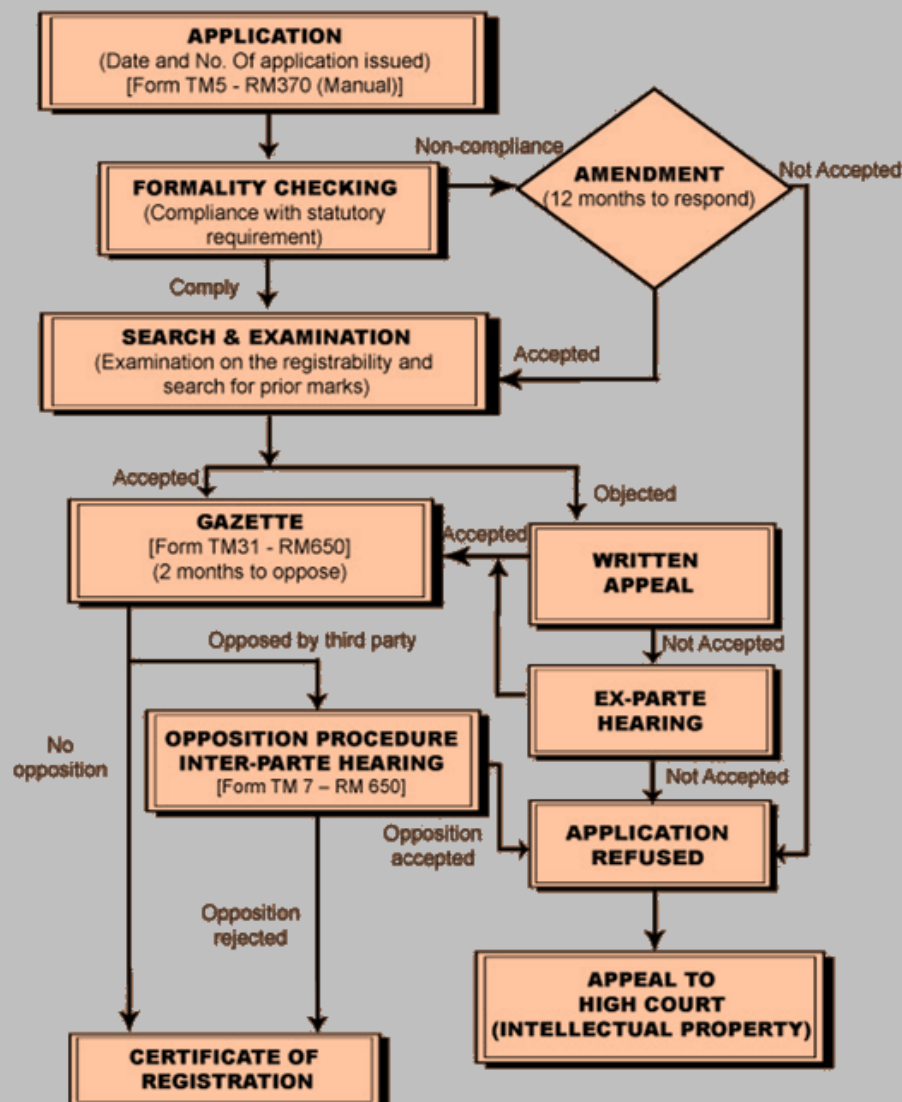 APPLICATION
(Date and No. Of application issued)
[Form TM5 - RM370 (Manual)]
Non-compliance
AMENDMENT
(12 months to respond)
Not Accepted
FORMALITY CHECKING
(Compliance with statutory
requirement)
Comply
SEARCH & EXAMINATION
(Examination on the registrability and
search for prior marks)
Accepted
Accepted
Objected
GAZETTE
[Form TM31 - RM650]
(2 months to oppose)
Accepted
WRITTEN
APPEAL
Not Accepted
Opposed by third party
EX-PARTE
HEARING
No
opposition
OPPOSITION PROCEDURE
INTER-PARTE HEARING
[Form TM 7 – RM 650]
Not Accepted
Opposition
accepted
APPLICATION
REFUSED
Opposition
rejected
APPEAL TO
HIGH COURT
(INTELLECTUAL PROPERTY)
CERTIFICATE OF
REGISTRATION